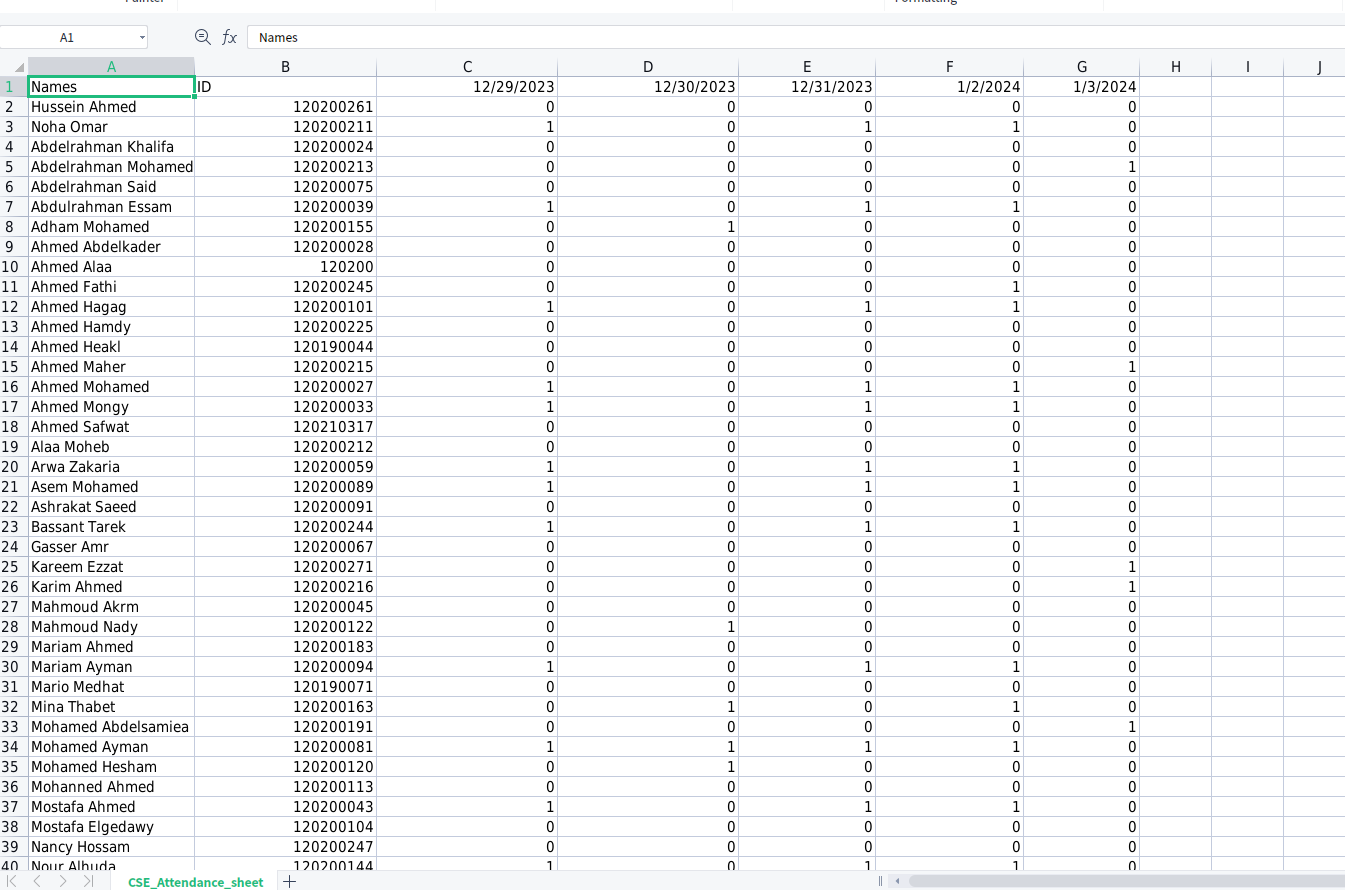 Painter Formatting
A1 fx Names
A B C D E F G H I J
1 Names ID 12/29/2023 12/30/2023 12/31/2023 1/2/2024 1/3/2024
2 Hussein Ahmed 120200261 0 0 0 0 0
3 Noha Omar 120200211 1 0 1 1 0
4 Abdelrahman Khalifa 120200024 0 0 0 0 0
5 Abdelrahman Mohamed 120200213 0 0 0 0 1
6 Abdelrahman Said 120200075 0 0 0 0 0
7 Abdulrahman Essam 120200039 1 0 1 1 0
8 Adham Mohamed 120200155 0 1 0 0 0
9 Ahmed Abdelkader 120200028 0 0 0 0 0
10 Ahmed Alaa 120200 0 0 0 0 0
11 Ahmed Fathi 120200245 0 0 0 1 0
12 Ahmed Hagag 120200101 1 0 1 1 0
13 Ahmed Hamdy 120200225 0 0 0 0 0
14 Ahmed Heakl 120190044 0 0 0 0 0
15 Ahmed Maher 120200215 0 0 0 0 1
16 Ahmed Mohamed 120200027 1 0 1 1 0
17 Ahmed Mongy 120200033 1 0 1 1 0
18 Ahmed Safwat 120210317 0 0 0 0 0
19 Alaa Moheb 120200212 0 0 0 0 0
20 Arwa Zakaria 120200059 1 0 1 1 0
21 Asem Mohamed 120200089 1 0 1 1 0
22 Ashrakat Saeed 120200091 0 0 0 0 0
23 Bassant Tarek 120200244 1 0 1 1 0
24 Gasser Amr 120200067 0 0 0 0 0
25 Kareem Ezzat 120200271 0 0 0 0 1
26 Karim Ahmed 120200216 0 0 0 0 1
27 Mahmoud Akrm 120200045 0 0 0 0 0
28 Mahmoud Nady 120200122 0 1 0 0 0
29 Mariam Ahmed 120200183 0 0 0 0 0
30 Mariam Ayman 120200094 1 0 1 1 0
31 Mario Medhat 120190071 0 0 0 0 0
32 Mina Thabet 120200163 0 1 0 1 0
33 Mohamed Abdelsamiea 120200191 0 0 0 0 1
34 Mohamed Ayman 120200081 1 1 1 1 0
35 Mohamed Hesham 120200120 0 1 0 0 0
36 Mohanned Ahmed 120200113 0 0 0 0 0
37 Mostafa Ahmed 120200043 1 0 1 1 0
38 Mostafa Elgedawy 120200104 0 0 0 0 0
39 Nancy Hossam 120200247 0 0 0 0 0
40 Nour Alhuda 120200144 1 0 1 1 0
CSE_Attendance_sheet